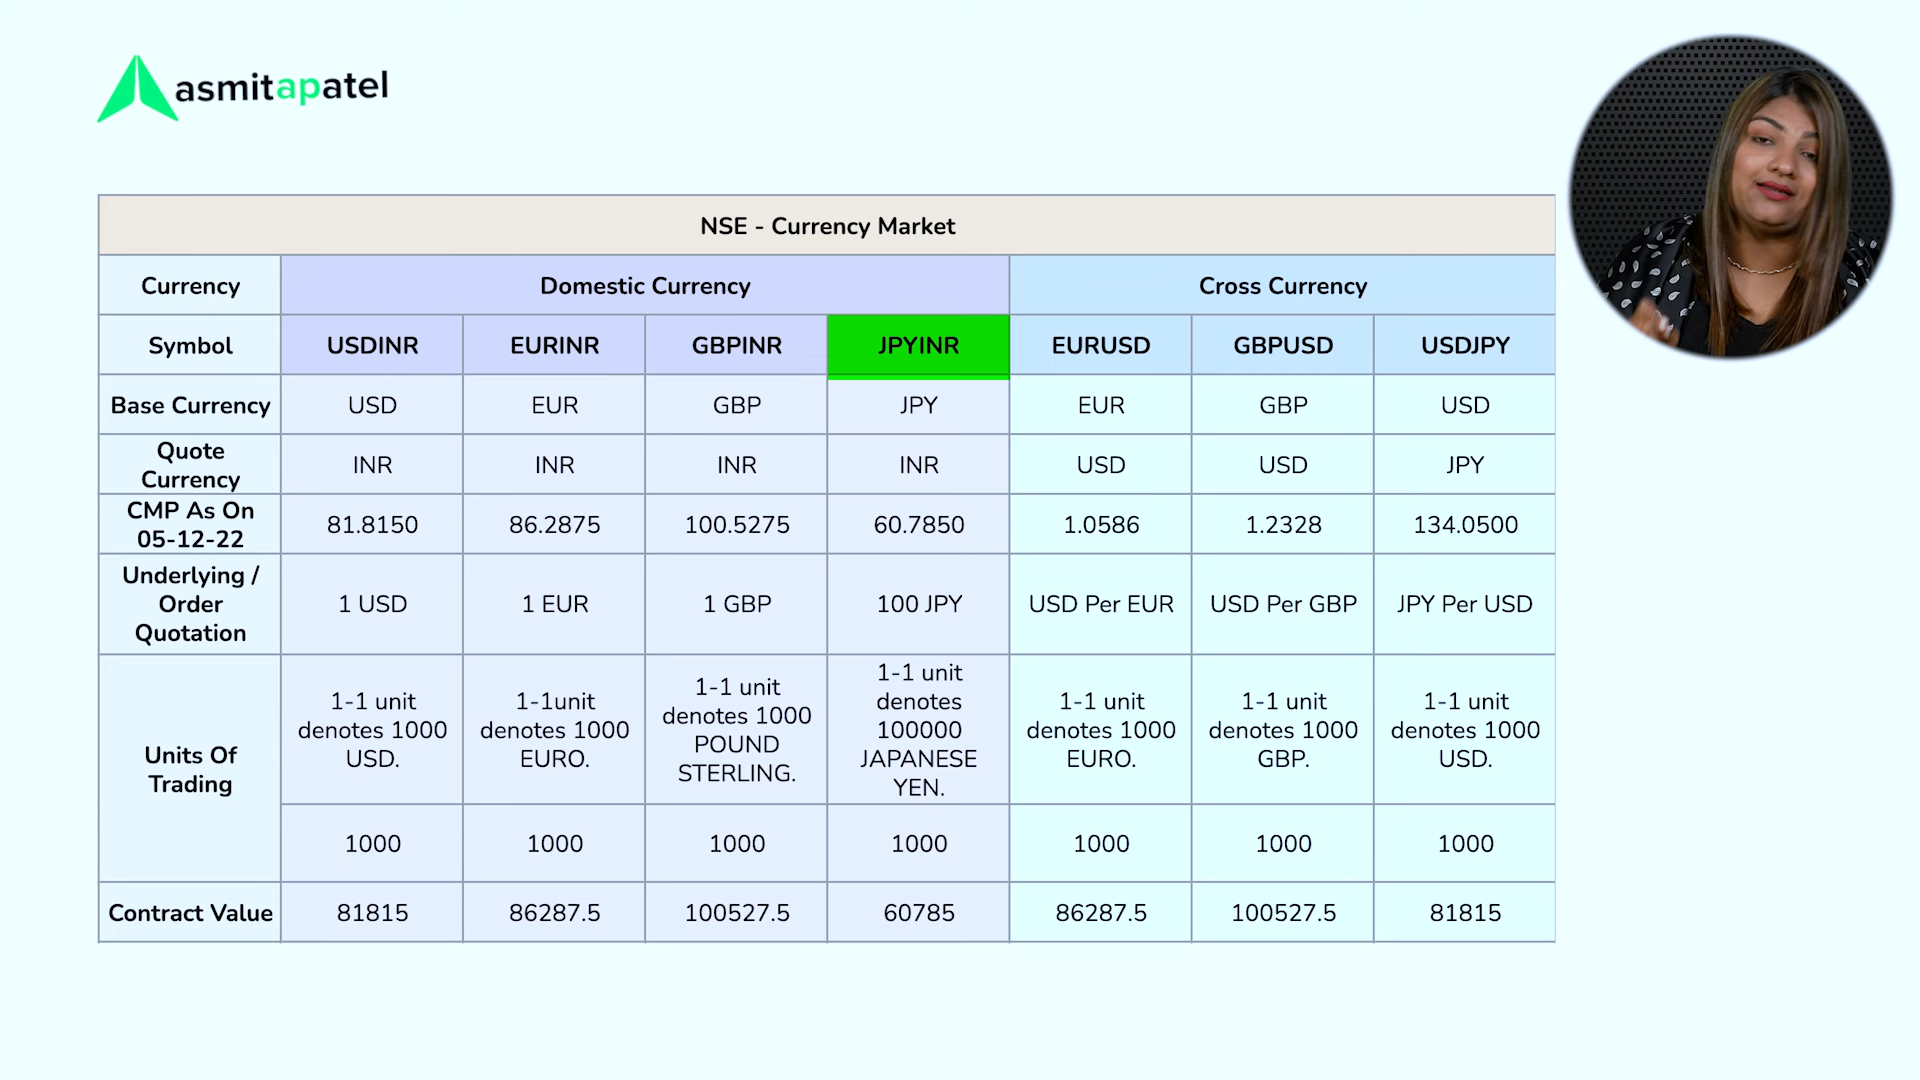 asmitapatel
NSE - Currency Market
Currency
Domestic Currency
Cross Currency
Symbol
USDINR
EURINR
GBPINR
JPYINR
EURUSD
GBPUSD
USDJPY
Base Currency
USD
EUR
GBP
JPY
EUR
GBP
USD
Quote
Currency
INR
INR
INR
INR
USD
USD
JPY
CMP As On
05-12-22
81.8150
86.2875
100.5275
60.7850
1.0586
1.2328
134.0500
Underlying /
Order
Quotation
1 USD
1 EUR
1 GBP
100 JPY
USD Per EUR
USD Per GBP
JPY Per USD
Units Of
Trading
1-1 unit
denotes 1000
USD.
1-1unit
denotes 1000
EURO.
1-1 unit
denotes 1000
POUND
STERLING.
1-1 unit
denotes
100000
JAPANESE
YEN.
1-1 unit
denotes 1000
EURO.
1-1 unit
denotes 1000
GBP.
1-1 unit
denotes 1000
USD.
1000
1000
1000
1000
1000
1000
1000
Contract Value
81815
86287.5
100527.5
60785
86287.5
100527.5
81815